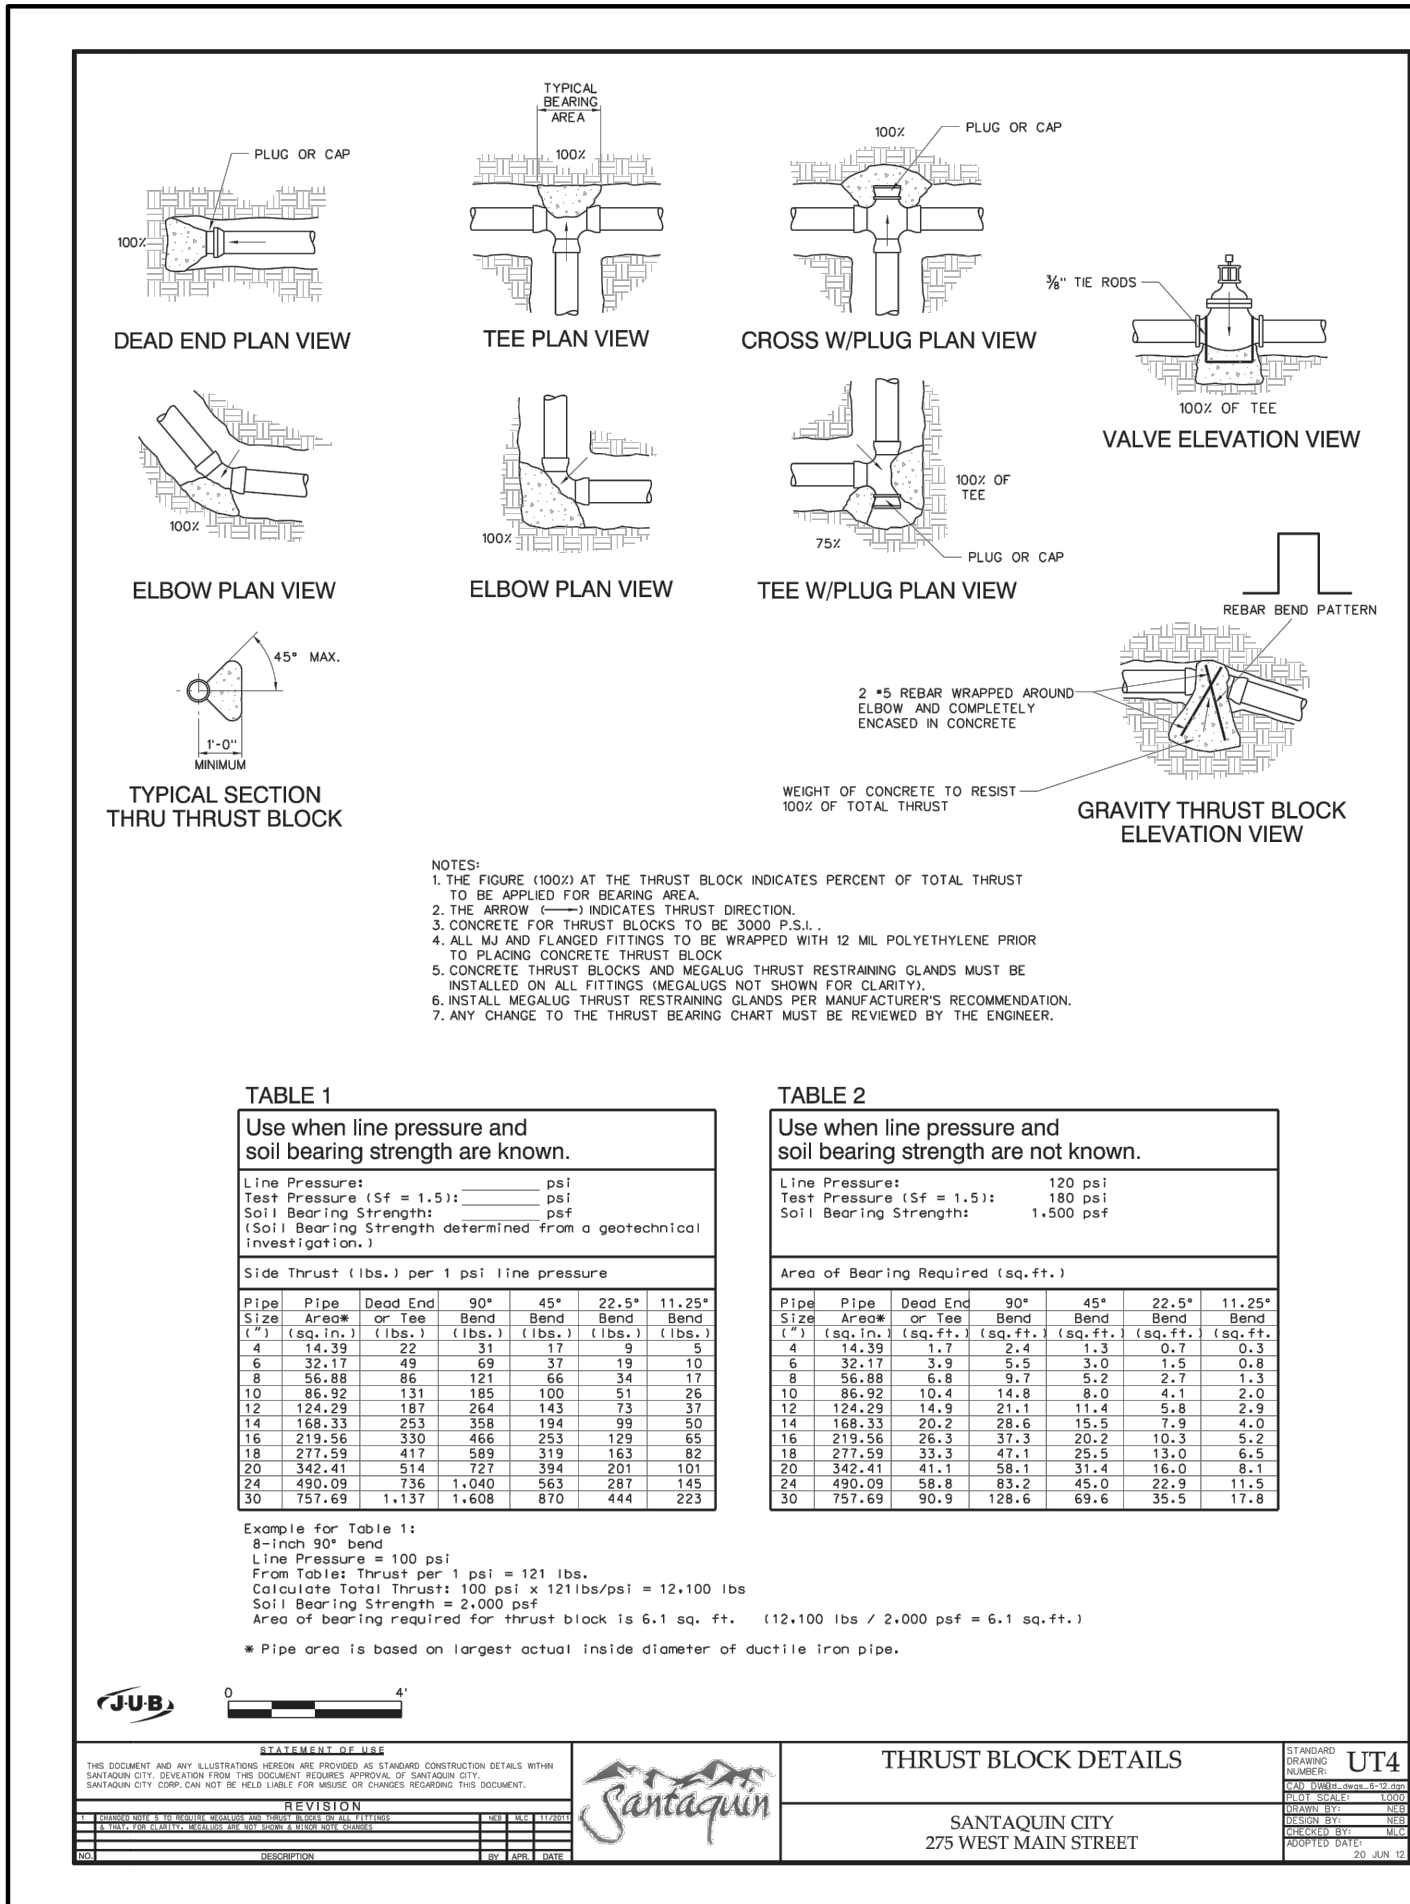 TYPICAL
BEARING
AREA
100%
PLUG OR CAP
100%
DEAD END PLAN VIEW
TEE PLAN VIEW
100%
PLUG OR CAP
CROSS W/PLUG PLAN VIEW
3/8" TIE RODS
100% OF TEE
VALVE ELEVATION VIEW
100%
ELBOW PLAN VIEW
100%
ELBOW PLAN VIEW
100% OF
TEE
75%
PLUG OR CAP
TEE W/PLUG PLAN VIEW
REBAR BEND PATTERN
45° MAX.
1'-0"
MINIMUM
TYPICAL SECTION
THRU THRUST BLOCK
2 #5 REBAR WRAPPED AROUND
ELBOW AND COMPLETELY
ENCASED IN CONCRETE
WEIGHT OF CONCRETE TO RESIST
100% OF TOTAL THRUST
GRAVITY THRUST BLOCK
ELEVATION VIEW
NOTES:
1. THE FIGURE (100%) AT THE THRUST BLOCK INDICATES PERCENT OF TOTAL THRUST
TO BE APPLIED FOR BEARING AREA.
2. THE ARROW (⟶) INDICATES THRUST DIRECTION.
3. CONCRETE FOR THRUST BLOCKS TO BE 3000 P.S.I..
4. ALL MJ AND FLANGED FITTINGS TO BE WRAPPED WITH 12 MIL POLYETHYLENE PRIOR
TO PLACING CONCRETE THRUST BLOCK
5. CONCRETE THRUST BLOCKS AND MEGALUG THRUST RESTRAINING GLANDS MUST BE
INSTALLED ON ALL FITTINGS (MEGALUGS NOT SHOWN FOR CLARITY).
6. INSTALL MEGALUG THRUST RESTRAINING GLANDS PER MANUFACTURER'S RECOMMENDATION.
7. ANY CHANGE TO THE THRUST BEARING CHART MUST BE REVIEWED BY THE ENGINEER.
TABLE 1
Use when line pressure and
soil bearing strength are known.
Line Pressure: ________ psi
Test Pressure (Sf = 1.5): ________ psi
Soil Bearing Strength: ________ psf
(Soil Bearing Strength determined from a geotechnical
investigation.)
Side Thrust (lbs.) per 1 psi line pressure
Pipe Pipe Dead End 90° 45° 22.5° 11.25°
Size Area* or Tee Bend Bend Bend Bend
(") (sq.in.) (lbs.) (lbs.) (lbs.) (lbs.) (lbs.)
4 14.39 22 31 17 9 5
6 32.17 49 69 37 19 10
8 56.88 86 121 66 34 17
10 86.92 131 185 100 51 26
12 124.29 187 264 143 73 37
14 168.33 253 358 194 99 50
16 219.56 330 466 253 129 65
18 277.59 417 589 319 163 82
20 342.41 514 727 394 201 101
24 490.09 736 1,040 563 287 145
30 757.69 1,137 1,608 870 444 223
TABLE 2
Use when line pressure and
soil bearing strength are not known.
Line Pressure: 120 psi
Test Pressure (Sf = 1.5): 180 psi
Soil Bearing Strength: 1,500 psf
Area of Bearing Required (sq.ft.)
Pipe Pipe Dead End 90° 45° 22.5° 11.25°
Size Area* or Tee Bend Bend Bend Bend
(") (sq.in.) (sq.ft.) (sq.ft.) (sq.ft.) (sq.ft.) (sq.ft.
4 14.39 1.7 2.4 1.3 0.7 0.3
6 32.17 3.9 5.5 3.0 1.5 0.8
8 56.88 6.8 9.7 5.2 2.7 1.3
10 86.92 10.4 14.8 8.0 4.1 2.0
12 124.29 14.9 21.1 11.4 5.8 2.9
14 168.33 20.2 28.6 15.5 7.9 4.0
16 219.56 26.3 37.3 20.2 10.3 5.2
18 277.59 33.3 47.1 25.5 13.0 6.5
20 342.41 41.1 58.1 31.4 16.0 8.1
24 490.09 58.8 83.2 45.0 22.9 11.5
30 757.69 90.9 128.6 69.6 35.5 17.8
Example for Table 1:
8-inch 90° bend
Line Pressure = 100 psi
From Table: Thrust per 1 psi = 121 lbs.
Calculate Total Thrust: 100 psi x 121lbs/psi = 12,100 lbs
Soil Bearing Strength = 2,000 psf
Area of bearing required for thrust block is 6.1 sq. ft. (12,100 lbs / 2,000 psf = 6.1 sq.ft.)
* Pipe area is based on largest actual inside diameter of ductile iron pipe.
J·U·B
0 4'
STATEMENT OF USE
THIS DOCUMENT AND ANY ILLUSTRATIONS HEREON ARE PROVIDED AS STANDARD CONSTRUCTION DETAILS WITHIN
SANTAQUIN CITY. DEVEATION FROM THIS DOCUMENT REQUIRES APPROVAL OF SANTAQUIN CITY.
SANTAQUIN CITY CORP. CAN NOT BE HELD LIABLE FOR MISUSE OR CHANGES REGARDING THIS DOCUMENT.
REVISION
1 CHANGED NOTE 5 TO REQUIRE MEGALUGS AND THRUST BLOCKS ON ALL FITTINGS NEB MLC 11/2011
& THAT, FOR CLARITY, MEGALUGS ARE NOT SHOWN & MINOR NOTE CHANGES
NO. DESCRIPTION BY APR. DATE
Santaquin
THRUST BLOCK DETAILS
SANTAQUIN CITY
275 WEST MAIN STREET
STANDARD
DRAWING
NUMBER: UT4
CAD DWG: d_dwgs_6-12.dgn
PLOT SCALE: 1.000
DRAWN BY: NEB
DESIGN BY: NEB
CHECKED BY: MLC
ADOPTED DATE:
20 JUN 12